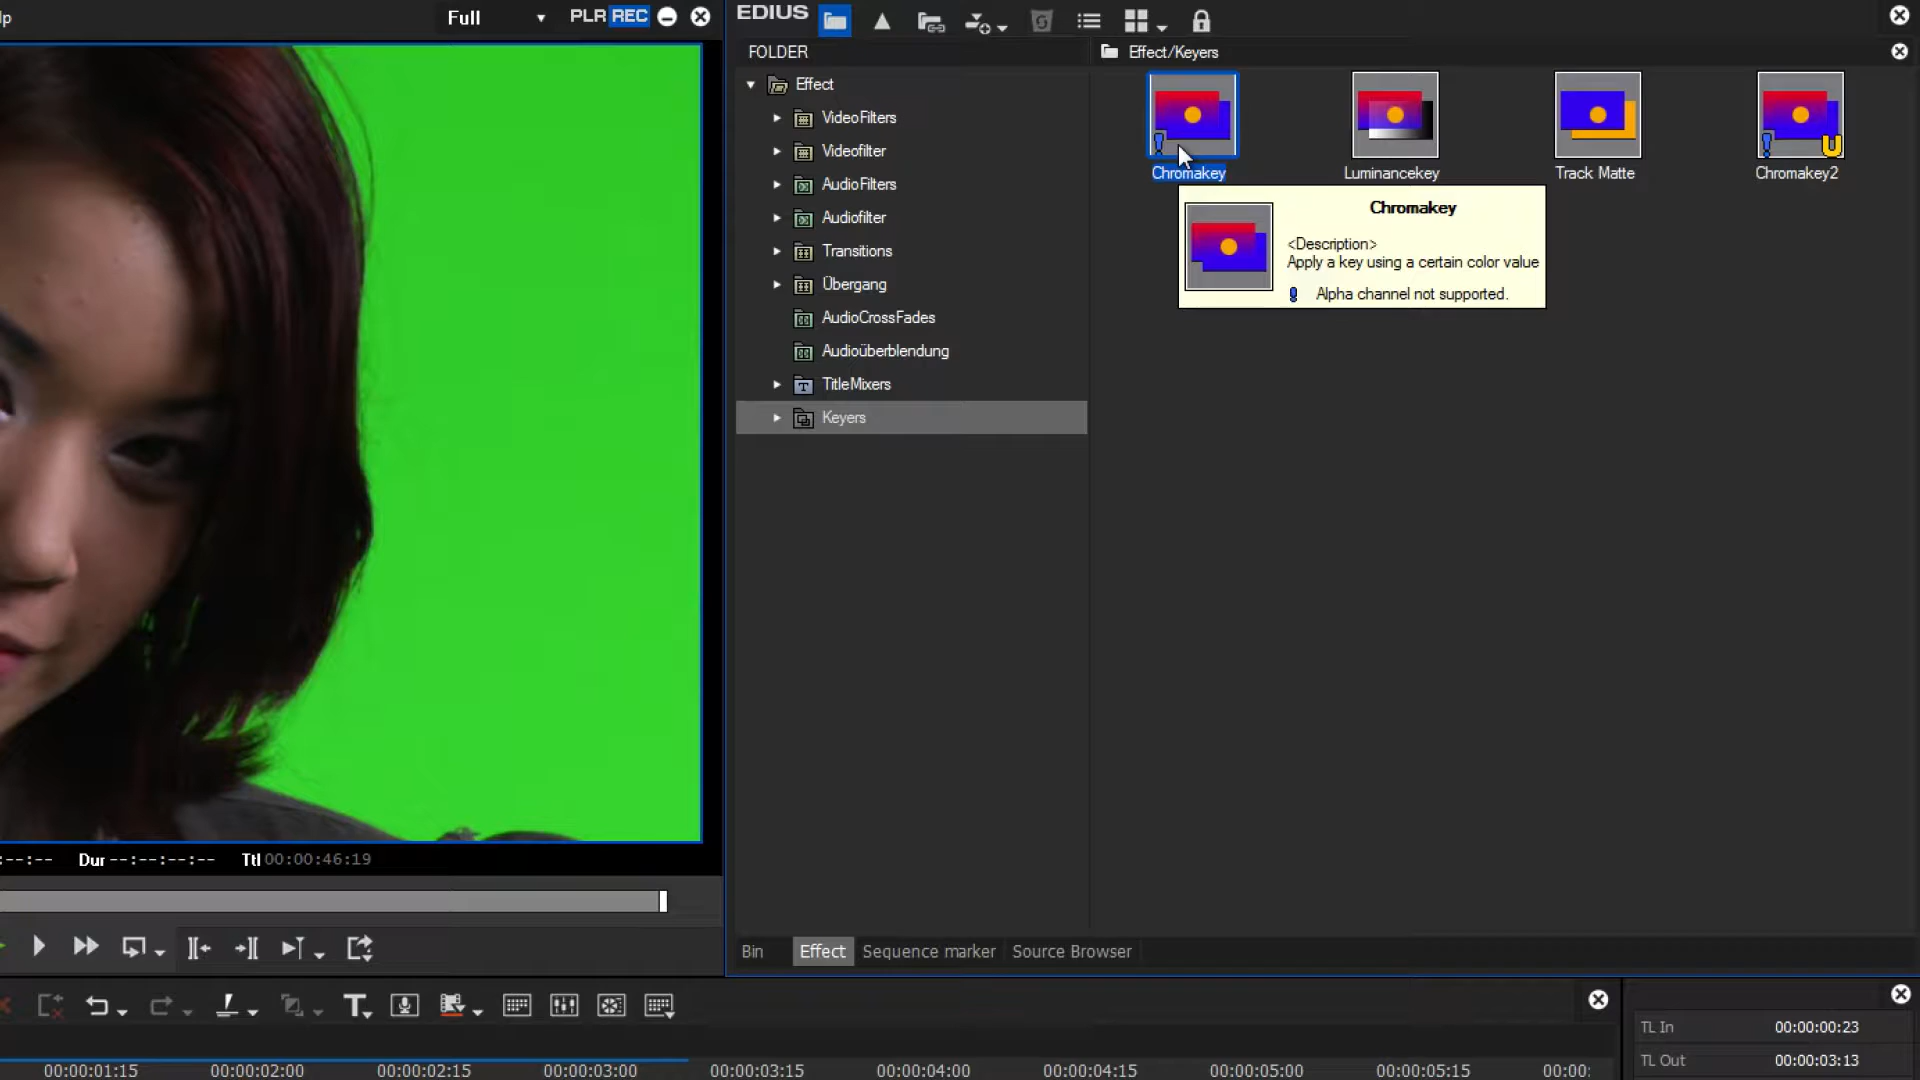 Full
PLR REC
EDIUS
FOLDER
Effect/Keyers
Effect
VideoFilters
Videofilter
AudioFilters
Audiofilter
Transitions
Übergang
AudioCrossFades
Audioüberblendung
TitleMixers
Keyers
Chromakey
Luminancekey
Track Matte
Chromakey2
Chromakey
<Description>
Apply a key using a certain color value
Alpha channel not supported.
Dur --:--:--:--
Ttl 00:00:46:19
Bin
Effect
Sequence marker
Source Browser
TL In 00:00:00:23
TL Out 00:00:03:13
00:00:01:15
00:00:02:00
00:00:02:15
00:00:03:00
00:00:03:15
00:00:04:00
00:00:04:15
00:00:05:00
00:00:05:15
00:00: